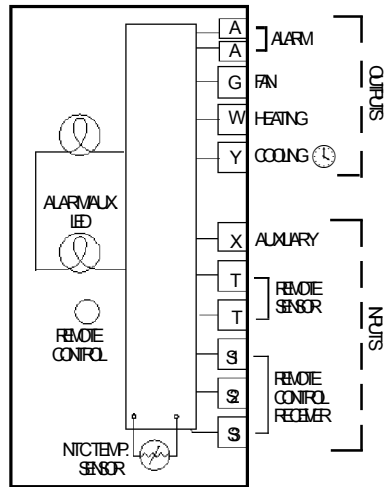 A
A
ALARM
G
FAN
W
HEATING
Y
COOLING
OUTPUTS
ALARM/AUX
LED
REMOTE
CONTROL
X
AUXILIARY
T
T
REMOTE
SENSOR
S1
S2
S3
REMOTE
CONTROL
RECEIVER
INPUTS
NTC TEMP.
SENSOR